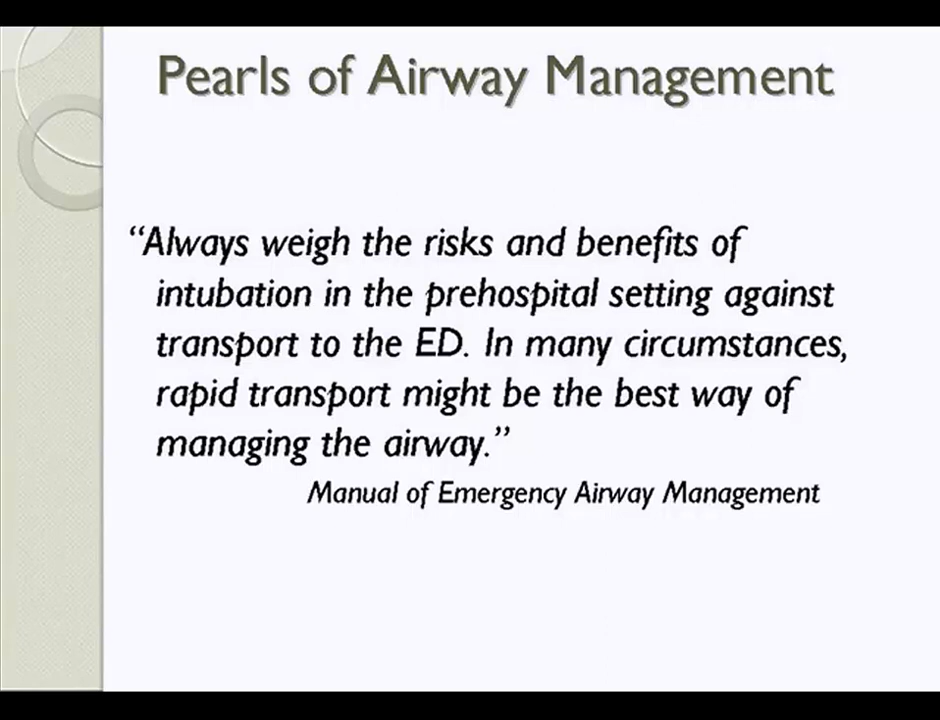 Pearls of Airway Management
“Always weigh the risks and benefits of
intubation in the prehospital setting against
transport to the ED. In many circumstances,
rapid transport might be the best way of
managing the airway.”
Manual of Emergency Airway Management